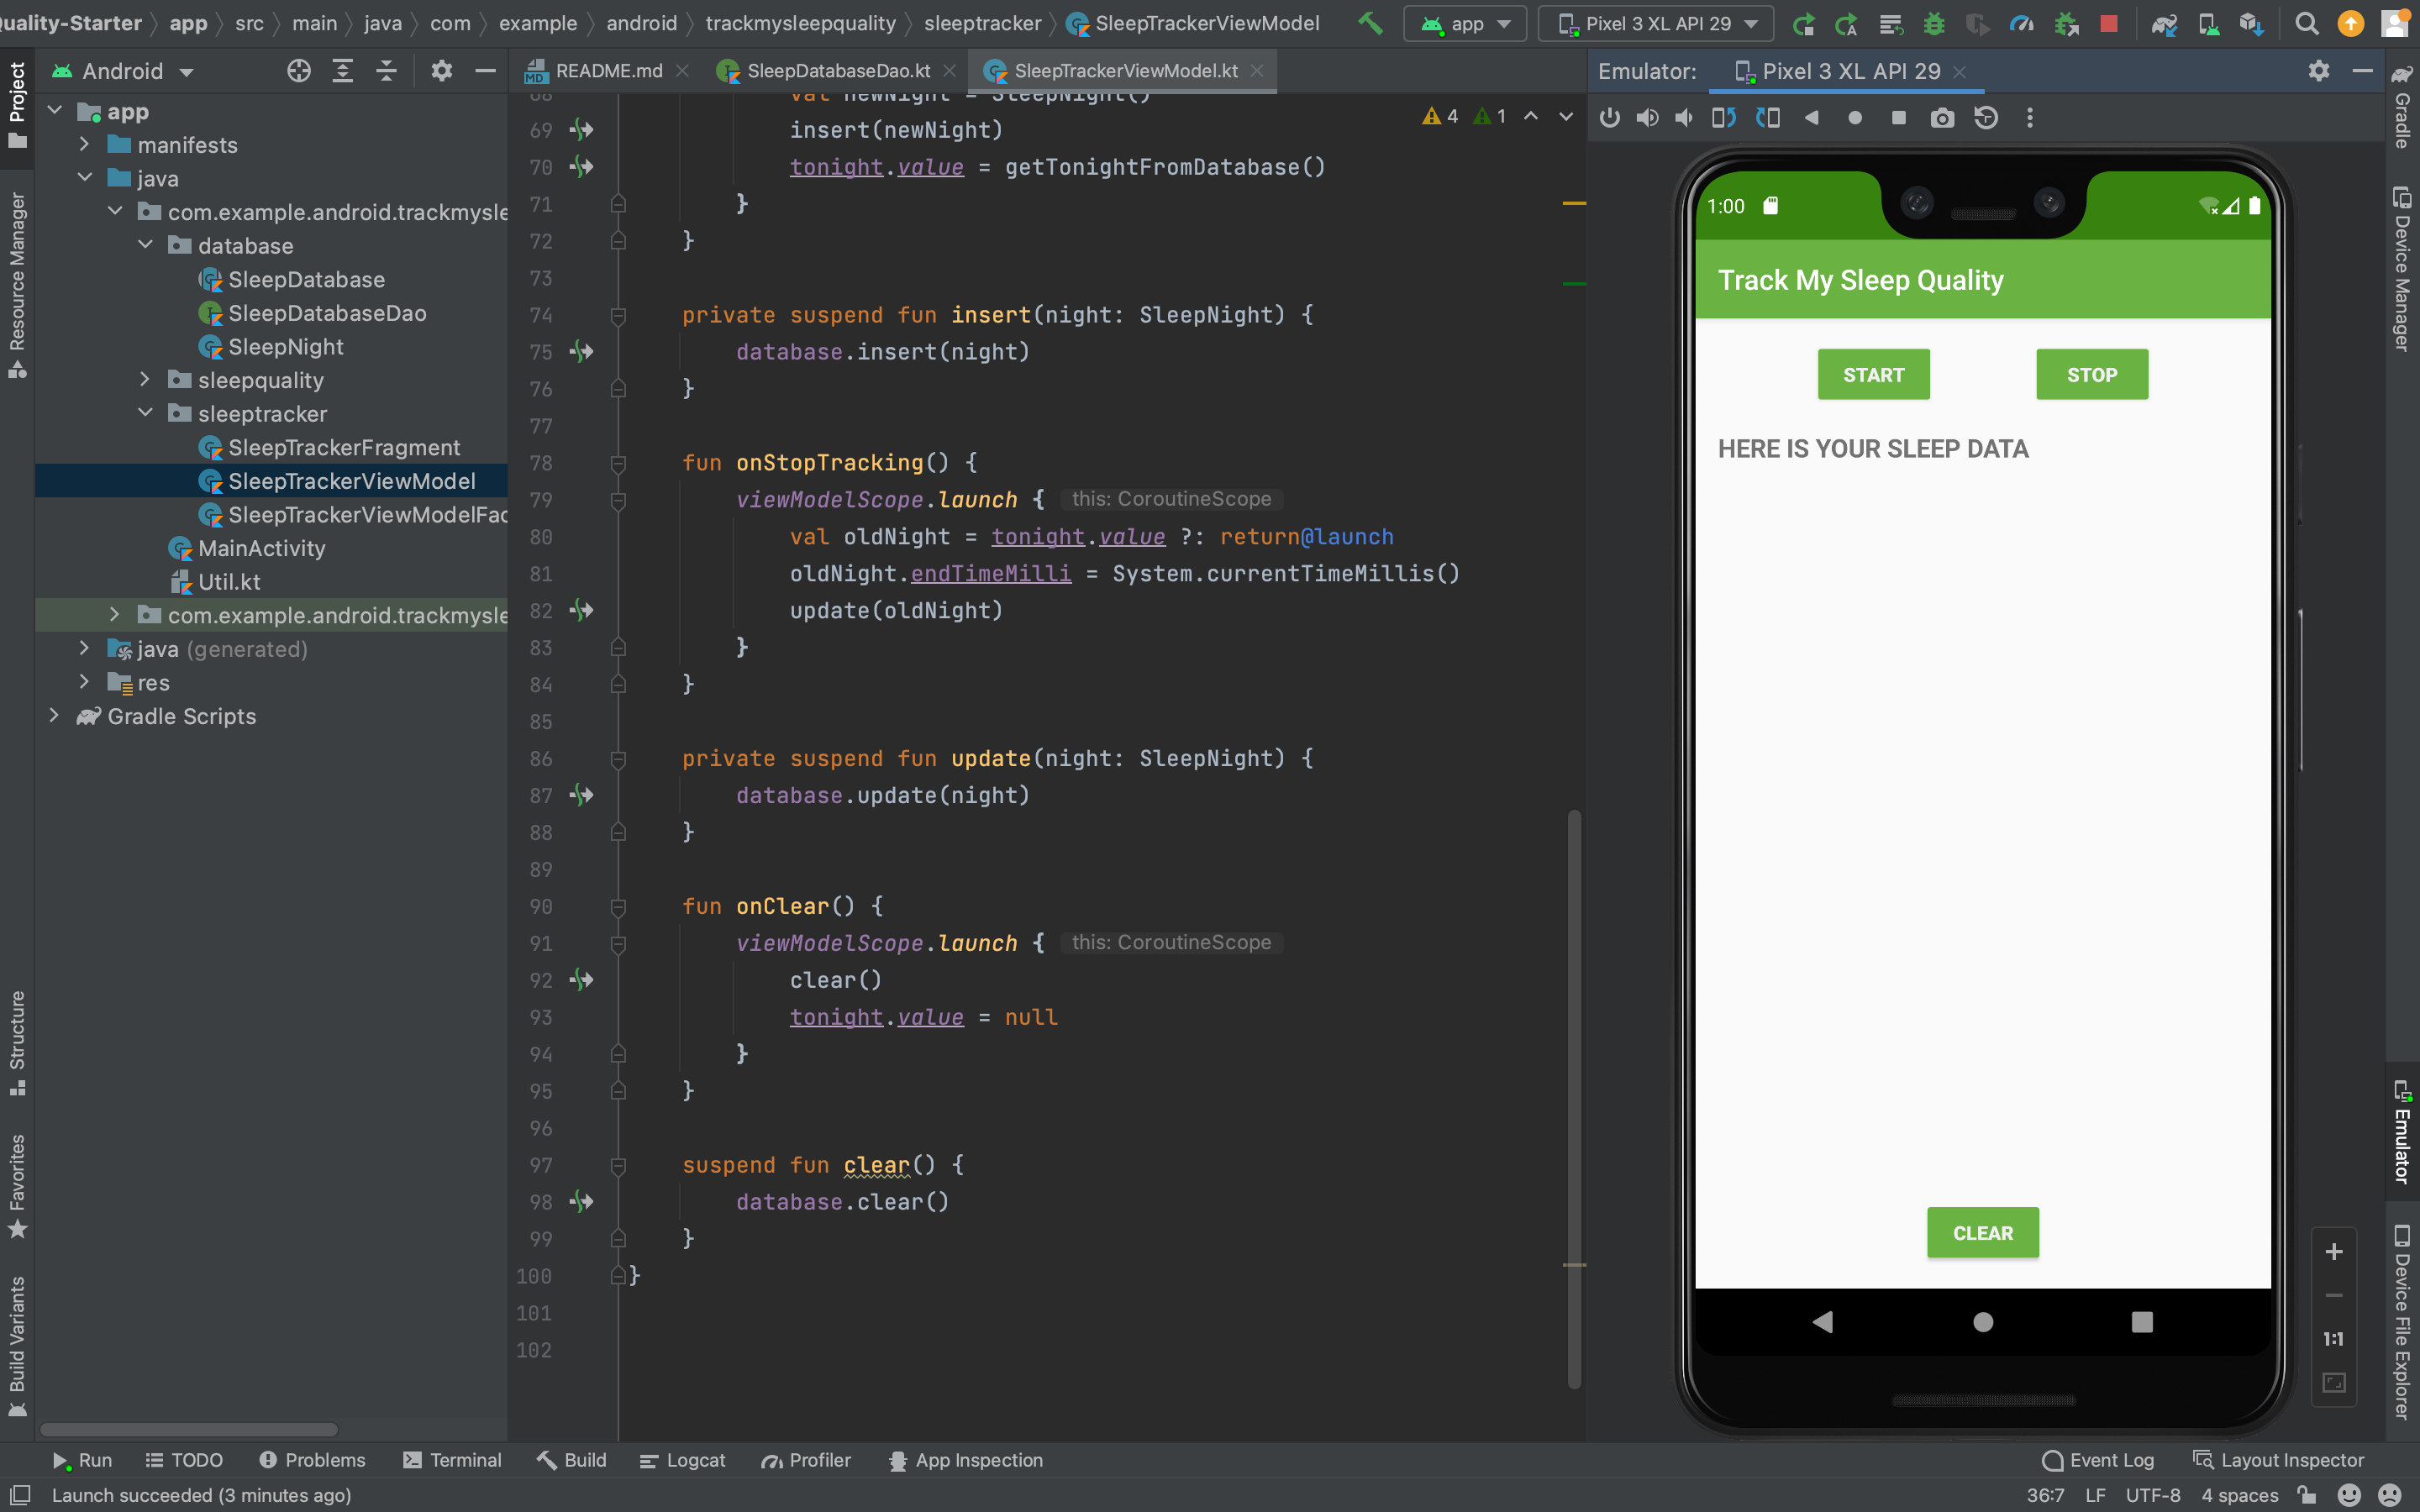 Quality-Starter app src main java com example android trackmysleepquality sleeptracker SleepTrackerViewModel app Pixel 3 XL API 29
Project
Resource Manager
Structure
Favorites
Build Variants
Android
app
manifests
java
com.example.android.trackmysle
database
SleepDatabase
SleepDatabaseDao
SleepNight
sleepquality
sleeptracker
SleepTrackerFragment
SleepTrackerViewModel
SleepTrackerViewModelFac
MainActivity
Util.kt
com.example.android.trackmysle
java (generated)
res
Gradle Scripts
README.md SleepDatabaseDao.kt SleepTrackerViewModel.kt
4 1
68 val newNight = SleepNight()
69 insert(newNight)
70 tonight.value = getTonightFromDatabase()
71 }
72 }
73
74 private suspend fun insert(night: SleepNight) {
75 database.insert(night)
76 }
77
78 fun onStopTracking() {
79 viewModelScope.launch { this: CoroutineScope
80 val oldNight = tonight.value ?: return@launch
81 oldNight.endTimeMilli = System.currentTimeMillis()
82 update(oldNight)
83 }
84 }
85
86 private suspend fun update(night: SleepNight) {
87 database.update(night)
88 }
89
90 fun onClear() {
91 viewModelScope.launch { this: CoroutineScope
92 clear()
93 tonight.value = null
94 }
95 }
96
97 suspend fun clear() {
98 database.clear()
99 }
100 }
101
102
Emulator: Pixel 3 XL API 29
1:00
Track My Sleep Quality
START STOP
HERE IS YOUR SLEEP DATA
CLEAR
1:1
Gradle
Device Manager
Emulator
Device File Explorer
Run TODO Problems Terminal Build Logcat Profiler App Inspection Event Log Layout Inspector
Launch succeeded (3 minutes ago) 36:7 LF UTF-8 4 spaces